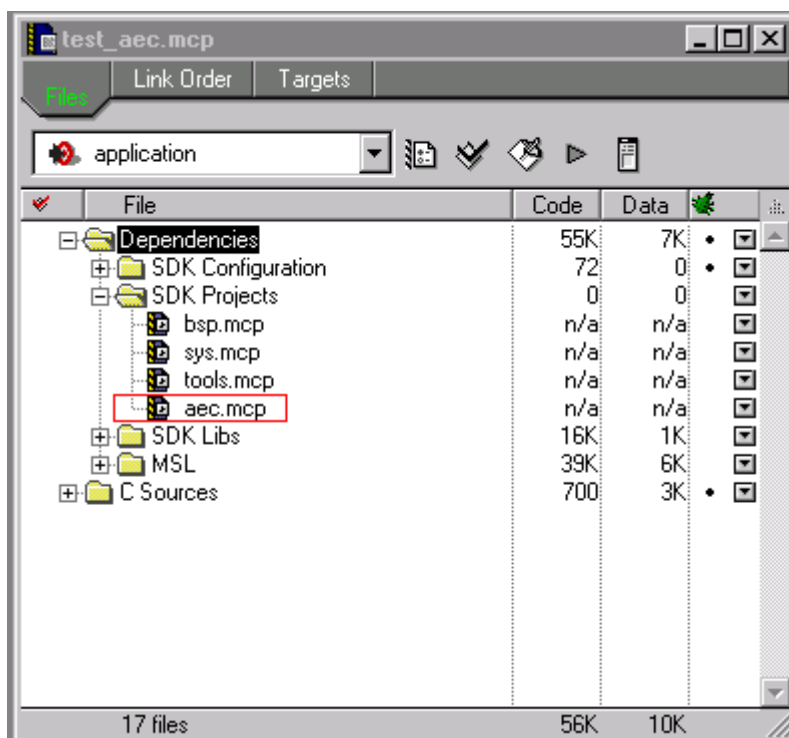 test_aec.mcp
Files Link Order Targets
application
File Code Data
Dependencies 55K 7K
SDK Configuration 72 0
SDK Projects 0 0
bsp.mcp n/a n/a
sys.mcp n/a n/a
tools.mcp n/a n/a
aec.mcp n/a n/a
SDK Libs 16K 1K
MSL 39K 6K
C Sources 700 3K
17 files 56K 10K